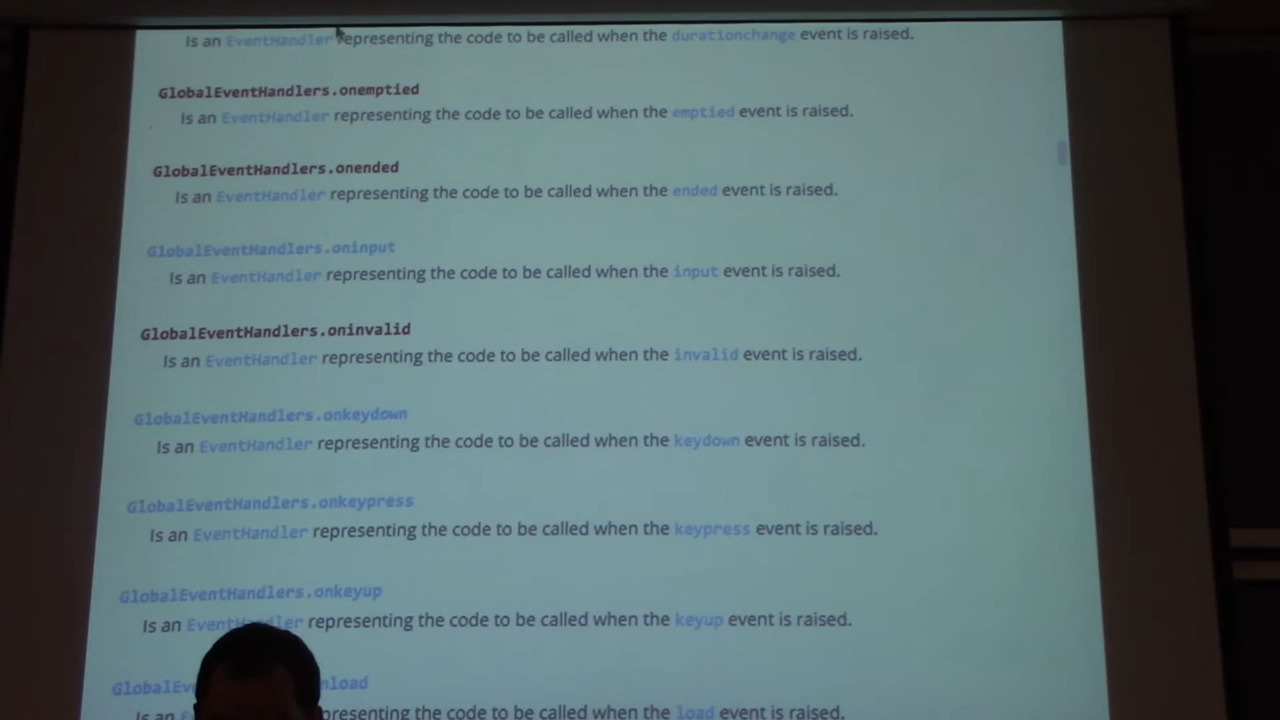 Is an EventHandler representing the code to be called when the durationchange event is raised.
GlobalEventHandlers.onemptied
Is an EventHandler representing the code to be called when the emptied event is raised.
GlobalEventHandlers.onended
Is an EventHandler representing the code to be called when the ended event is raised.
GlobalEventHandlers.oninput
Is an EventHandler representing the code to be called when the input event is raised.
GlobalEventHandlers.oninvalid
Is an EventHandler representing the code to be called when the invalid event is raised.
GlobalEventHandlers.onkeydown
Is an EventHandler representing the code to be called when the keydown event is raised.
GlobalEventHandlers.onkeypress
Is an EventHandler representing the code to be called when the keypress event is raised.
GlobalEventHandlers.onkeyup
Is an EventHandler representing the code to be called when the keyup event is raised.
GlobalEv nload
Is an presenting the code to be called when the load event is raised.